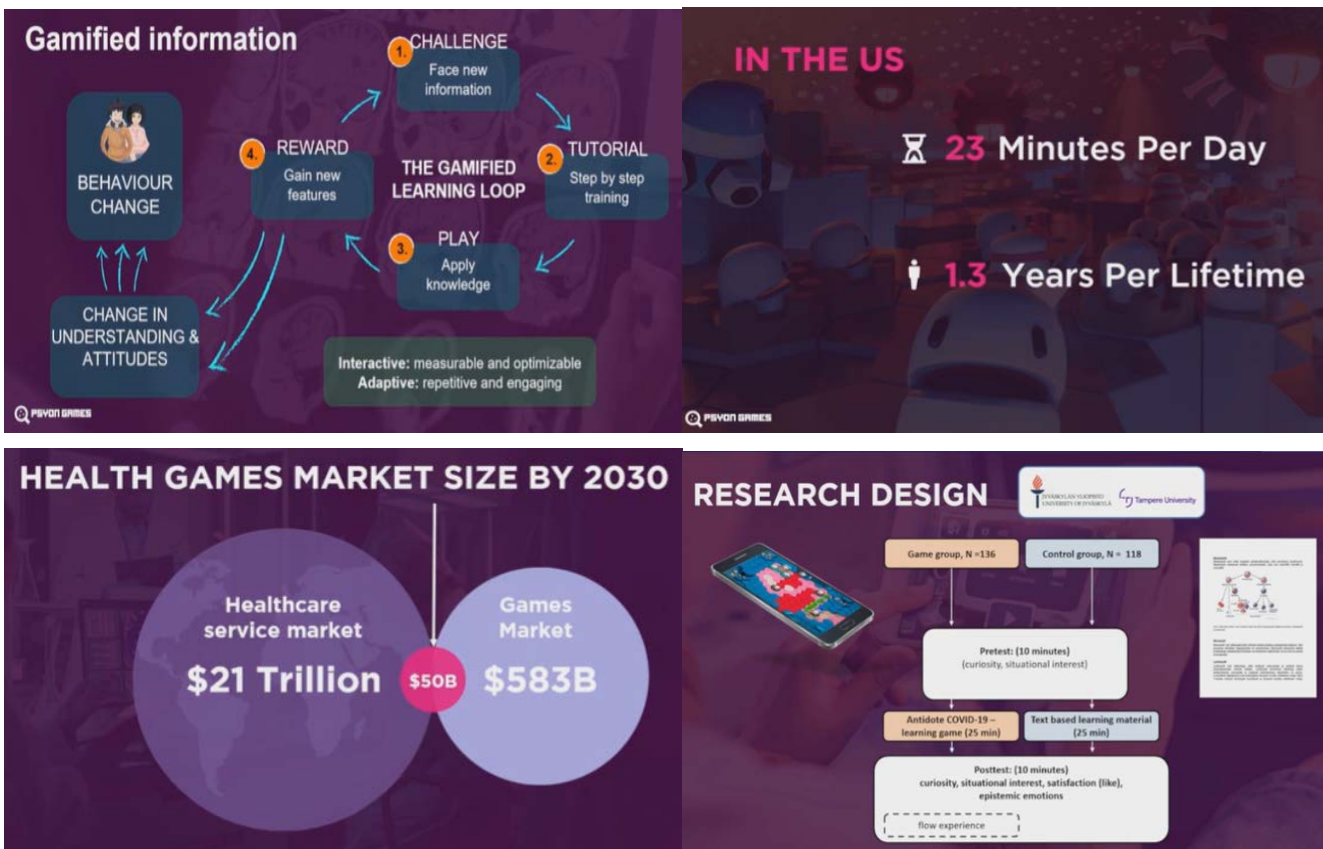 Gamified information
1. CHALLENGE
Face new
information
2. TUTORIAL
Step by step
training
3. PLAY
Apply
knowledge
4. REWARD
Gain new
features
THE GAMIFIED
LEARNING LOOP
BEHAVIOUR
CHANGE
CHANGE IN
UNDERSTANDING &
ATTITUDES
Interactive: measurable and optimizable
Adaptive: repetitive and engaging
PSYON GAMES
IN THE US
23 Minutes Per Day
1.3 Years Per Lifetime
PSYON GAMES
HEALTH GAMES MARKET SIZE BY 2030
Healthcare
service market
$21 Trillion
$50B
Games
Market
$583B
RESEARCH DESIGN
JYVÄSKYLÄN YLIOPISTO
UNIVERSITY OF JYVÄSKYLÄ
Tampere University
Game group, N =136
Control group, N = 118
Pretest: (10 minutes)
(curiosity, situational interest)
Antidote COVID-19 –
learning game (25 min)
Text based learning material
(25 min)
Posttest: (10 minutes)
curiosity, situational interest, satisfaction (like),
epistemic emotions
flow experience